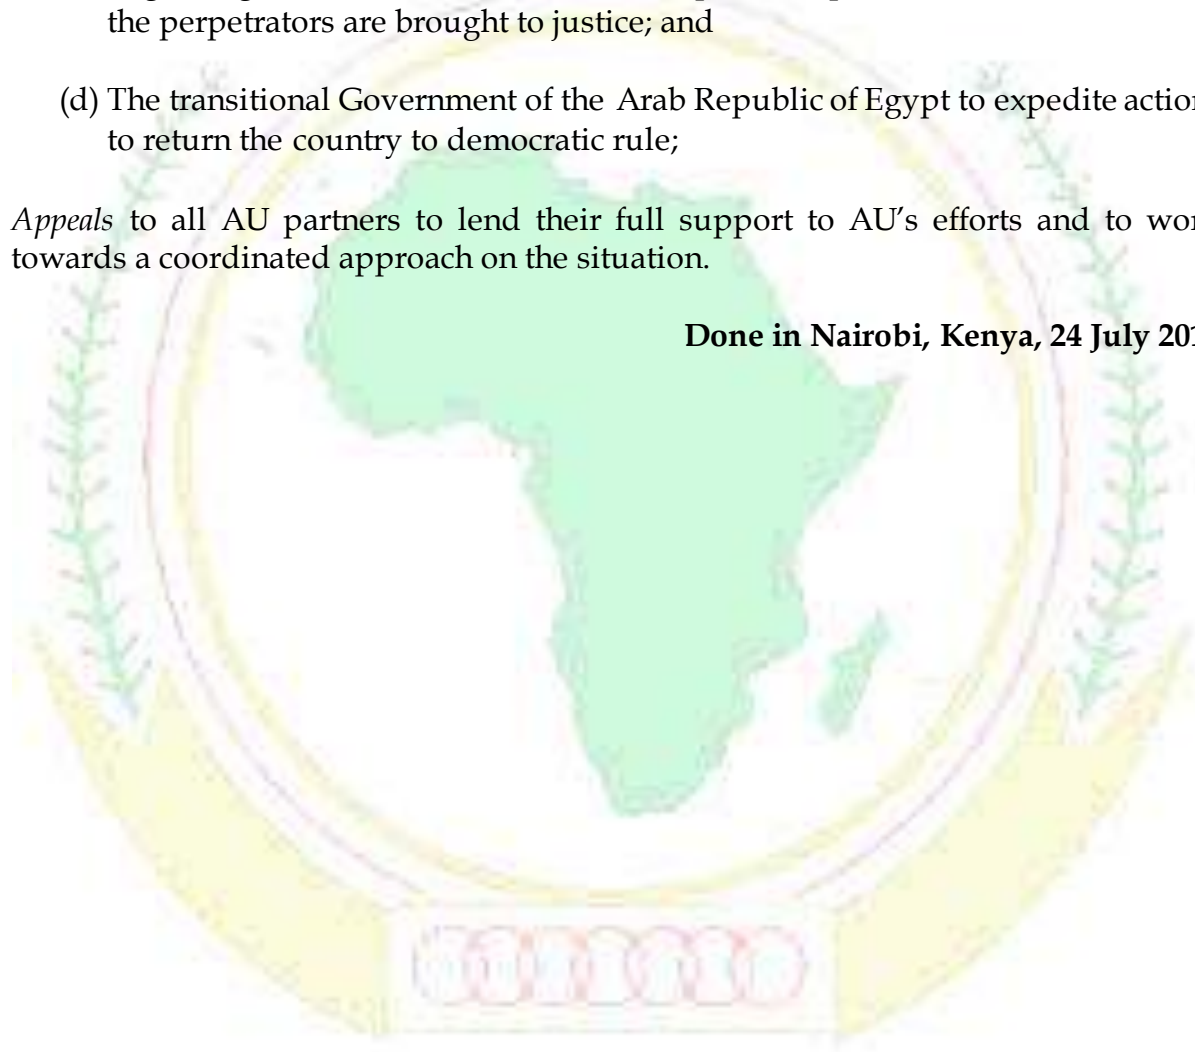 the perpetrators are brought to justice; and
(d) The transitional Government of the Arab Republic of Egypt to expedite action
to return the country to democratic rule;
Appeals to all AU partners to lend their full support to AU’s efforts and to wor
towards a coordinated approach on the situation.
Done in Nairobi, Kenya, 24 July 201